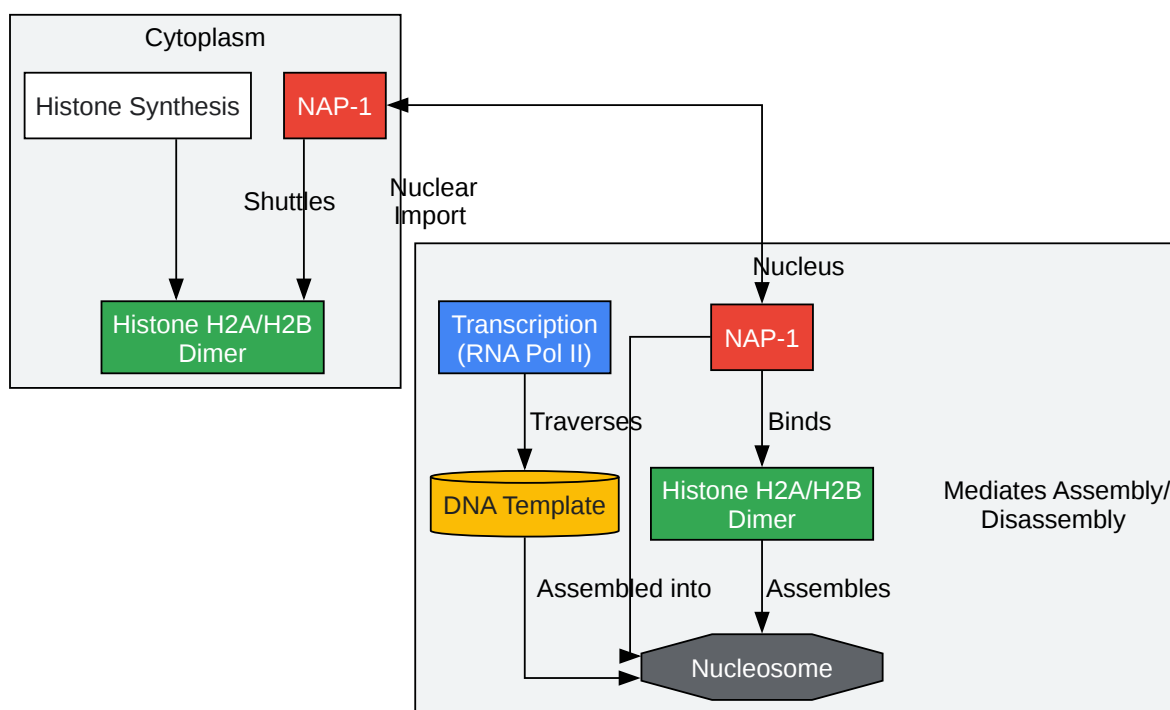 Cytoplasm
Histone Synthesis
NAP-1
Shuttles
Nuclear
Import
Histone H2A/H2B
Dimer
Nucleus
Transcription
(RNA Pol II)
NAP-1
Traverses
Binds
DNA Template
Histone H2A/H2B
Dimer
Mediates Assembly/
Disassembly
Assembled into
Assembles
Nucleosome